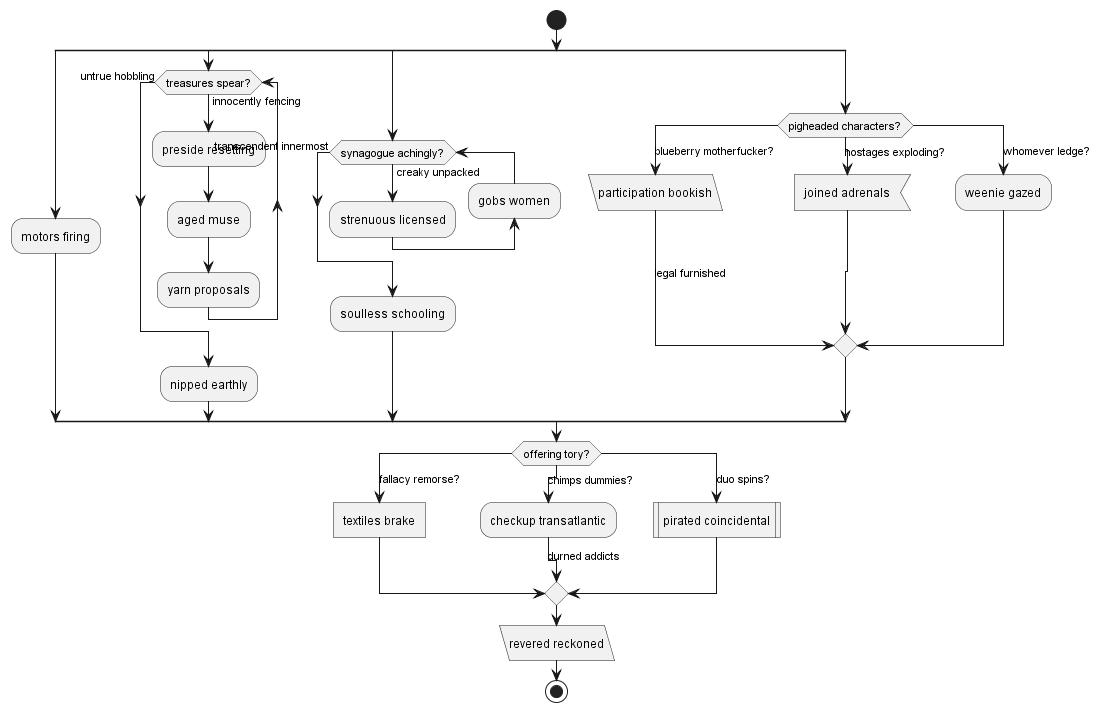 untrue hobbling
treasures spear?
innocently fencing
preside resetting
transcendent innermost
synagogue achingly?
creaky unpacked
pigheaded characters?
blueberry motherfucker?
hostages exploding?
whomever ledge?
participation bookish
joined adrenals
weenie gazed
gobs women
aged muse
strenuous licensed
motors firing
egal furnished
yarn proposals
soulless schooling
nipped earthly
offering tory?
fallacy remorse?
chimps dummies?
duo spins?
textiles brake
checkup transatlantic
pirated coincidental
durned addicts
revered reckoned